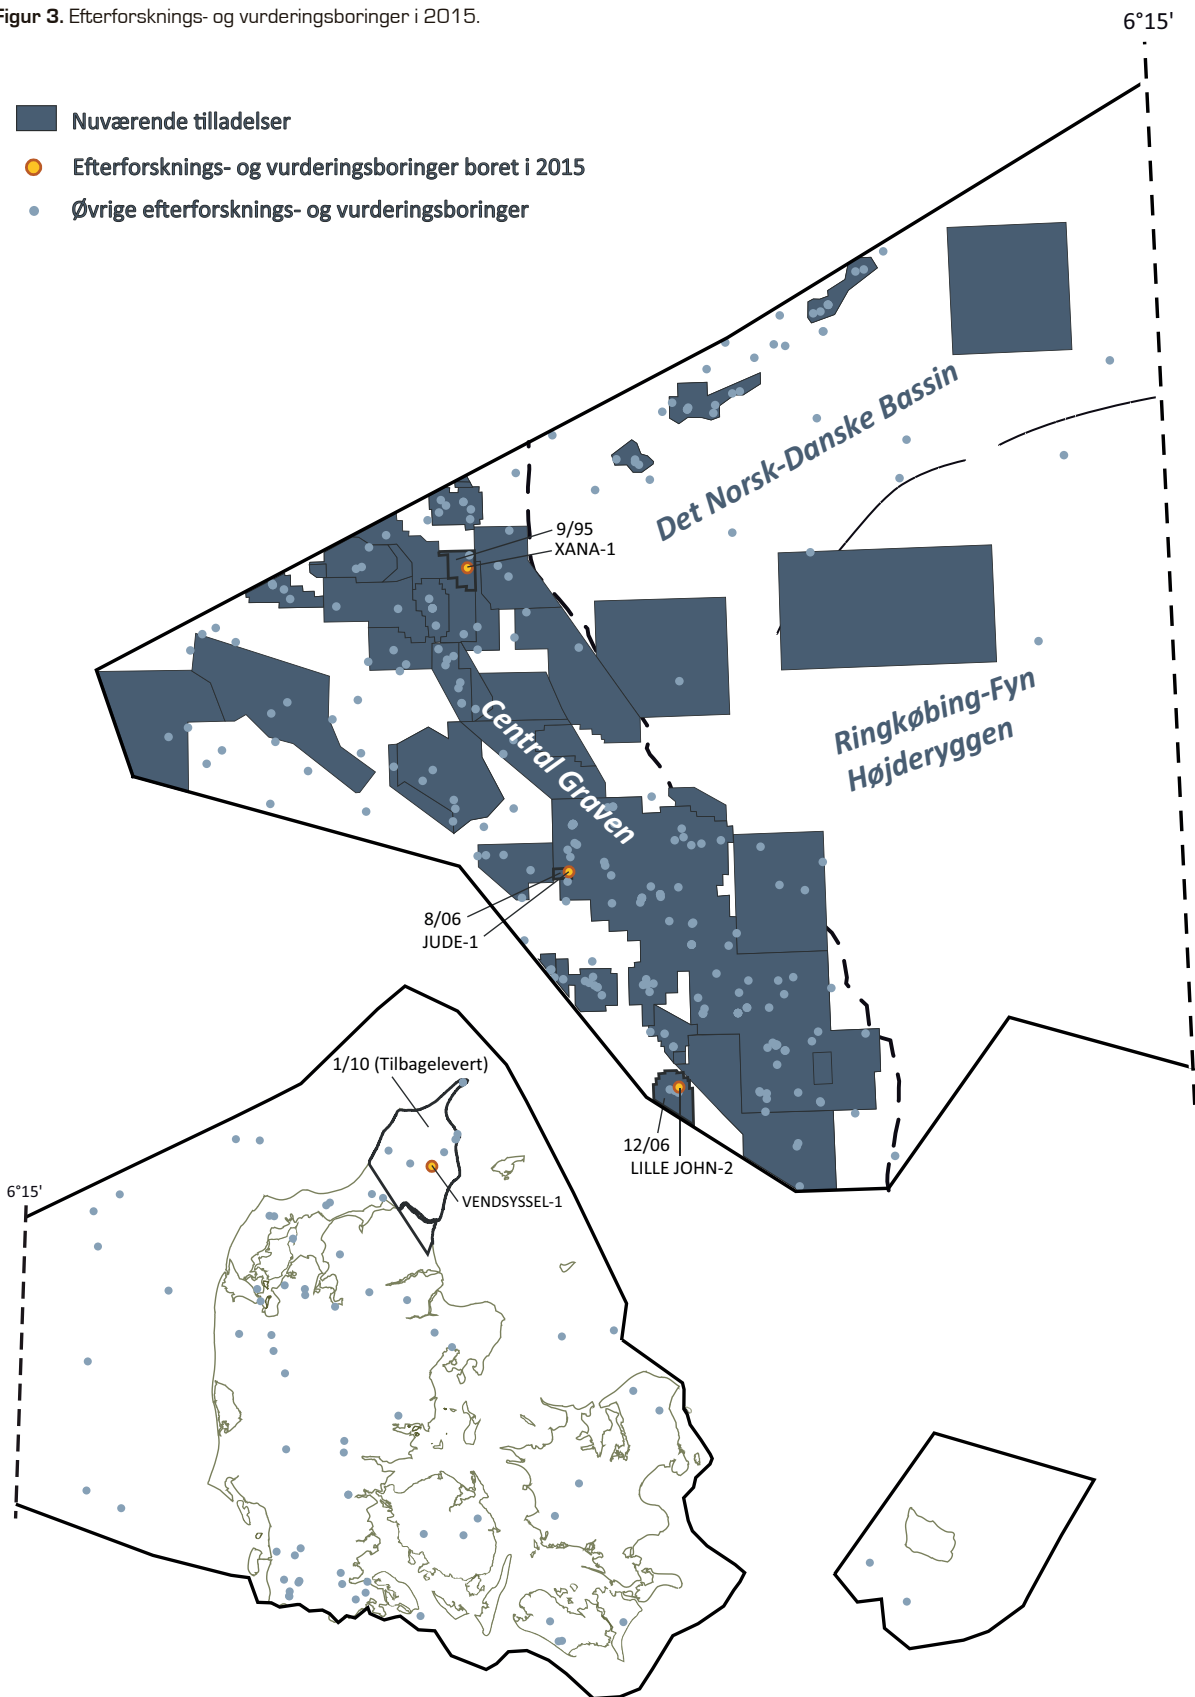 Figur 3. Efterforsknings- og vurderingsboringer i 2015.
6°15'
Nuværende tilladelser
Efterforsknings- og vurderingsboringer boret i 2015
Øvrige efterforsknings- og vurderingsboringer
Det Norsk-Danske Bassin
9/95
XANA-1
Ringkøbing-Fyn
Højderyggen
Central Graven
8/06
JUDE-1
1/10 (Tilbagelevert)
12/06
LILLE JOHN-2
6°15'
VENDSYSSEL-1